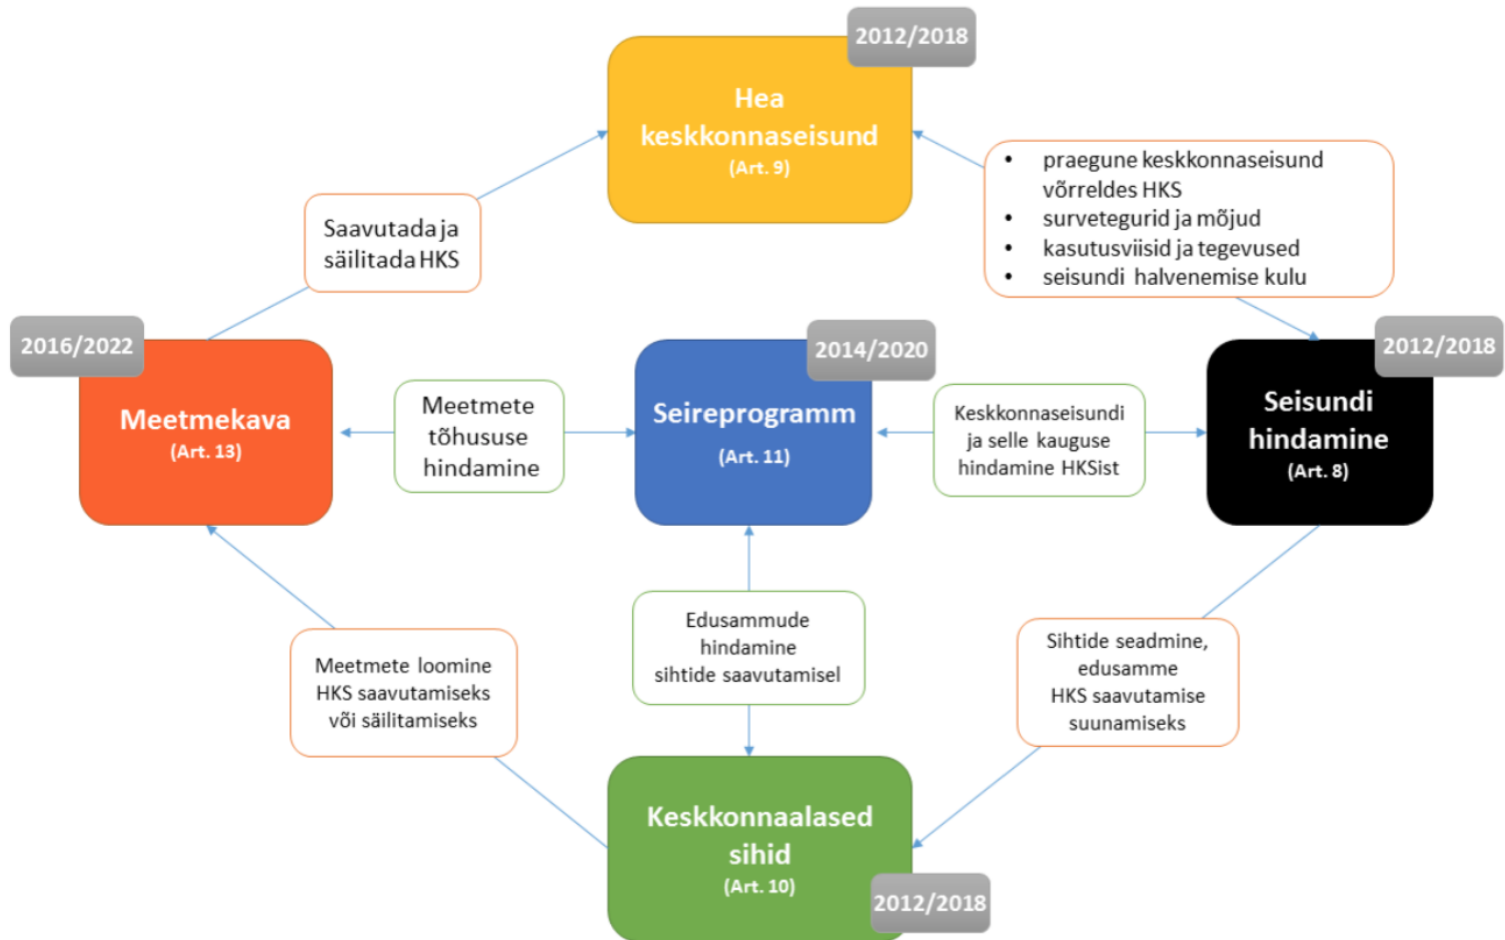 2012/2018
Hea
keskkonnaseisund
(Art. 9)
• praegune keskkonnaseisund
võrreldes HKS
• survetegurid ja mõjud
• kasutusviisid ja tegevused
• seisundi halvenemise kulu
Saavutada ja
säilitada HKS
2016/2022
Meetmekava
(Art. 13)
Meetmete
tõhususe
hindamine
2014/2020
Seireprogramm
(Art. 11)
Keskkonnaseisundi
ja selle kauguse
hindamine HKSist
2012/2018
Seisundi
hindamine
(Art. 8)
Meetmete loomine
HKS saavutamiseks
või säilitamiseks
Edusammude
hindamine
sihtide saavutamisel
Sihtide seadmine,
edusamme
HKS saavutamise
suunamiseks
Keskkonnaalased
sihid
(Art. 10)
2012/2018